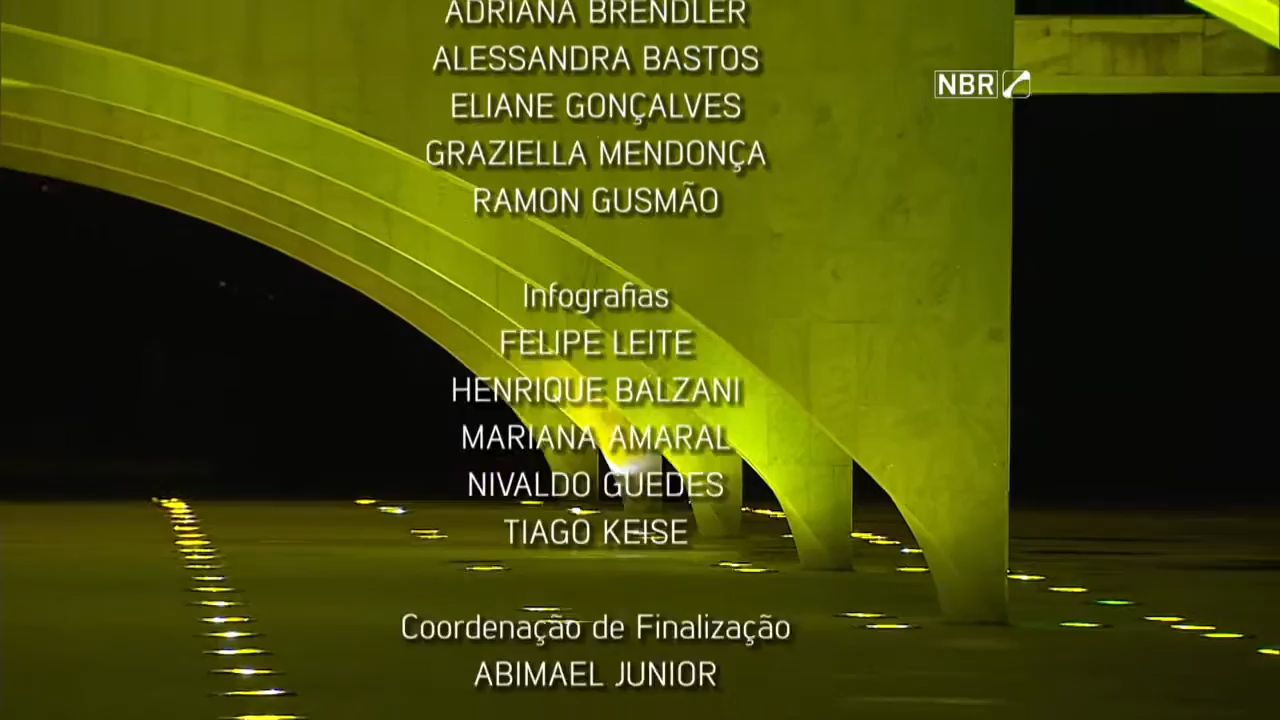 ADRIANA BRENDLER
ALESSANDRA BASTOS
NBR
ELIANE GONÇALVES
GRAZIELLA MENDONÇA
RAMON GUSMÃO
Infografias
FELIPE LEITE
HENRIQUE BALZANI
MARIANA AMARAL
NIVALDO GUEDES
TIAGO KEISE
Coordenação de Finalização
ABIMAEL JUNIOR